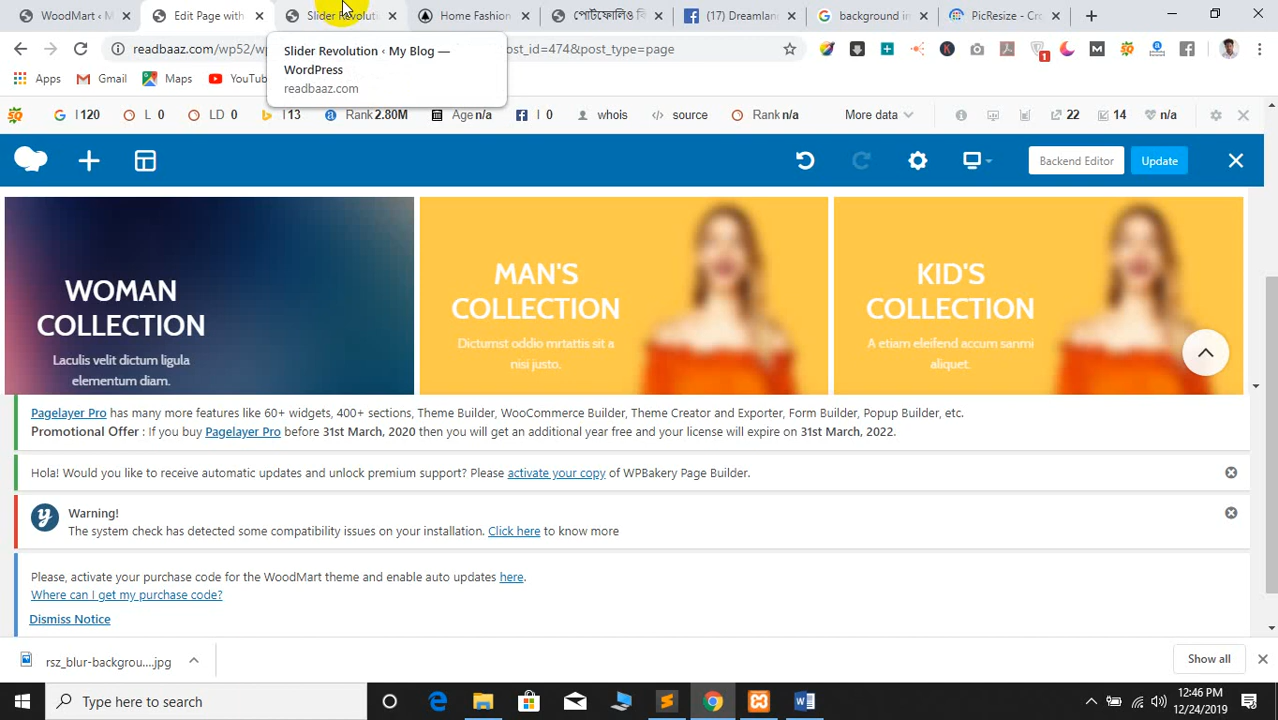 WoodMart ‹ M
Edit Page with
Slider Revolut
Home Fashion
পোর্টফোলিও কি
(17) Dreamlan
background in
PicResize - Cro
readbaaz.com/wp52/wp
post_id=474&post_type=page
Slider Revolution ‹ My Blog —
WordPress
readbaaz.com
Apps
Gmail
Maps
YouTu
1
I 120
L 0
LD 0
I 13
Rank 2.80M
Age n/a
I 0
whois
source
Rank n/a
More data
22
14
n/a
Backend Editor
Update
WOMAN
COLLECTION
Laculis velit dictum ligula
elementum diam.
MAN'S
COLLECTION
Dictumst oddio mrtattis sit a
nisi justo.
KID'S
COLLECTION
A etiam eleifend accum sanmi
aliquet.
Pagelayer Pro has many more features like 60+ widgets, 400+ sections, Theme Builder, WooCommerce Builder, Theme Creator and Exporter, Form Builder, Popup Builder, etc.
Promotional Offer : If you buy Pagelayer Pro before 31st March, 2020 then you will get an additional year free and your license will expire on 31st March, 2022.
Hola! Would you like to receive automatic updates and unlock premium support? Please activate your copy of WPBakery Page Builder.
Warning!
The system check has detected some compatibility issues on your installation. Click here to know more
Please, activate your purchase code for the WoodMart theme and enable auto updates here.
Where can I get my purchase code?
Dismiss Notice
rsz_blur-backgrou....jpg
Show all
Type here to search
12:46 PM
12/24/2019